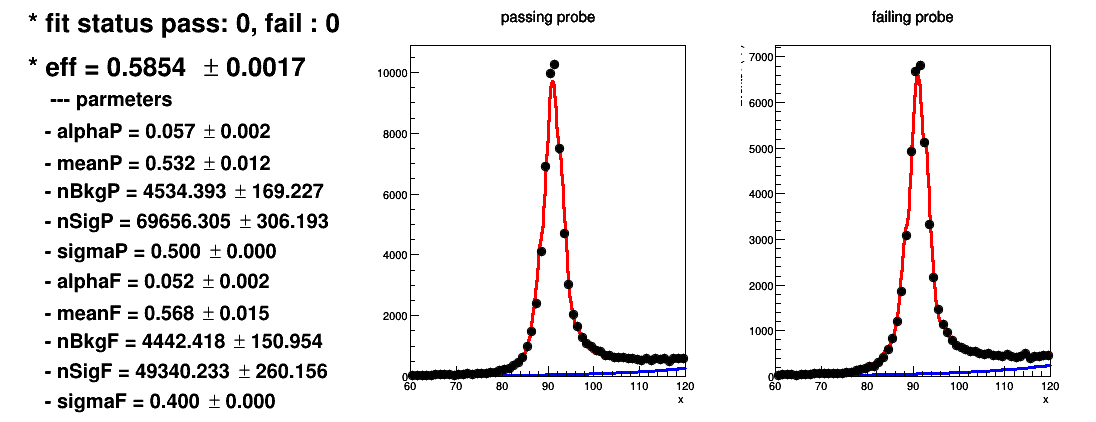 * fit status pass: 0, fail : 0
* eff = 0.5854 ± 0.0017
--- parmeters
- alphaP = 0.057 ± 0.002
- meanP = 0.532 ± 0.012
- nBkgP = 4534.393 ± 169.227
- nSigP = 69656.305 ± 306.193
- sigmaP = 0.500 ± 0.000
- alphaF = 0.052 ± 0.002
- meanF = 0.568 ± 0.015
- nBkgF = 4442.418 ± 150.954
- nSigF = 49340.233 ± 260.156
- sigmaF = 0.400 ± 0.000
passing probe
10000
8000
6000
4000
2000
0
60 70 80 90 100 110 120
x
failing probe
7000
6000
5000
4000
3000
2000
1000
0
60 70 80 90 100 110 120
x